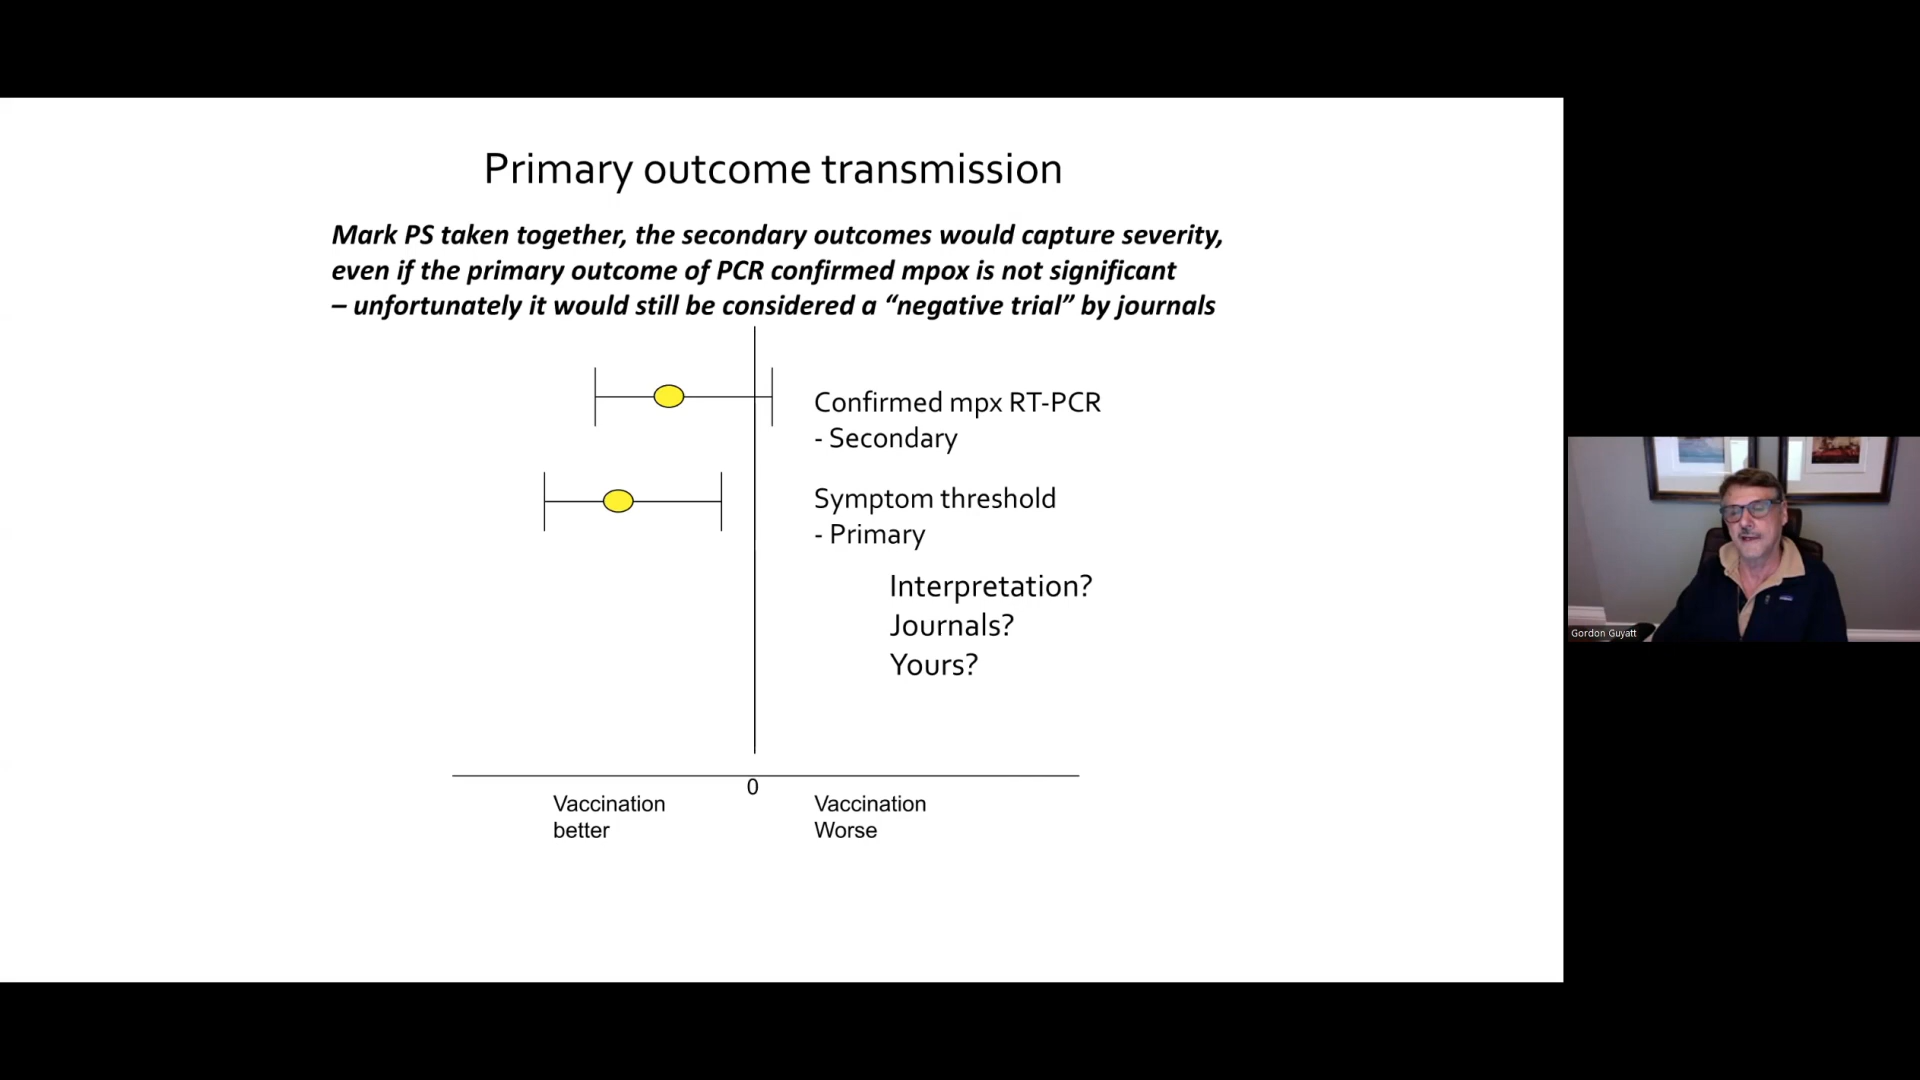 Primary outcome transmission
Mark PS taken together, the secondary outcomes would capture severity,
even if the primary outcome of PCR confirmed mpox is not significant
– unfortunately it would still be considered a “negative trial” by journals
Confirmed mpx RT-PCR
- Secondary
Symptom threshold
- Primary
Interpretation?
Journals?
Yours?
0
Vaccination
better
Vaccination
Worse
Gordon Guyatt